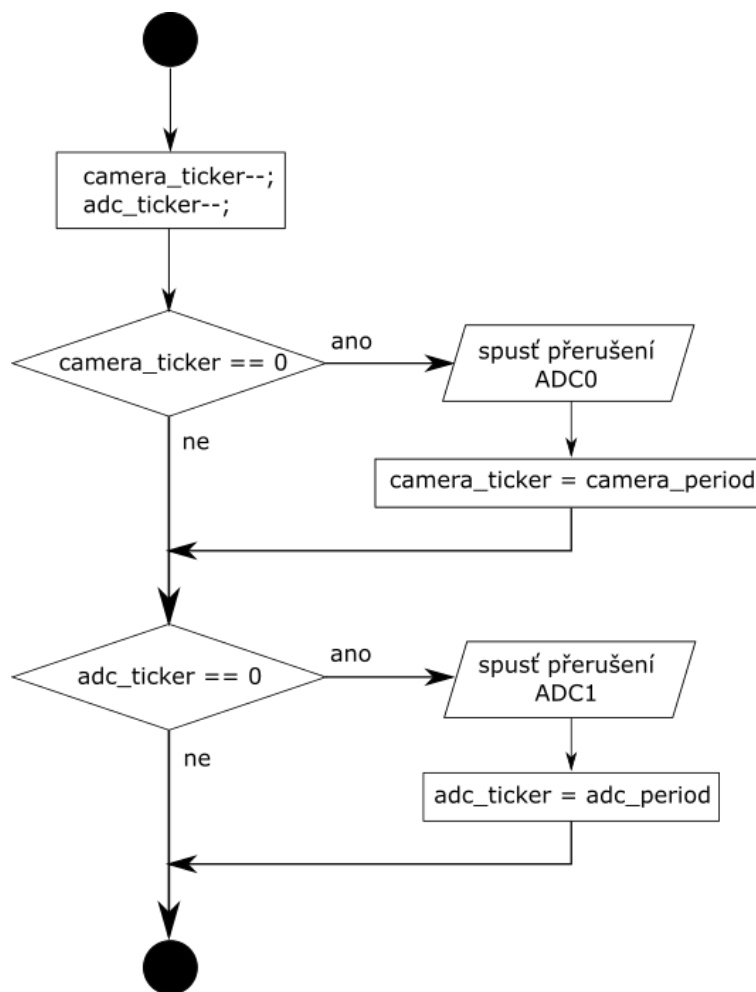 camera_ticker--;
adc_ticker--;
camera_ticker == 0
ano
spusť přerušení
ADC0
ne
camera_ticker = camera_period
adc_ticker == 0
ano
spusť přerušení
ADC1
ne
adc_ticker = adc_period